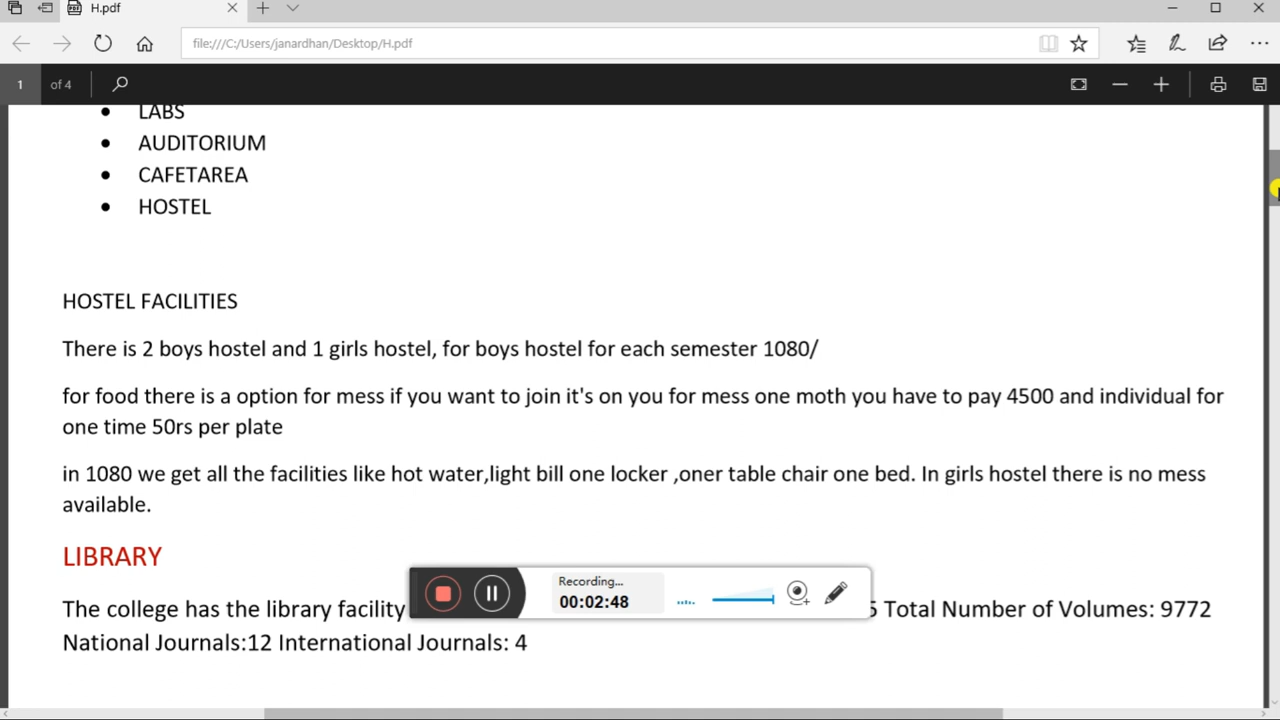 H.pdf
file:///C:/Users/janardhan/Desktop/H.pdf
1 of 4
LABS
AUDITORIUM
CAFETAREA
HOSTEL
HOSTEL FACILITIES
There is 2 boys hostel and 1 girls hostel, for boys hostel for each semester 1080/
for food there is a option for mess if you want to join it's on you for mess one moth you have to pay 4500 and individual for
one time 50rs per plate
in 1080 we get all the facilities like hot water,light bill one locker ,oner table chair one bed. In girls hostel there is no mess
available.
LIBRARY
Recording...
00:02:48
The college has the library facility Total Number of Volumes: 9772
National Journals:12 International Journals: 4